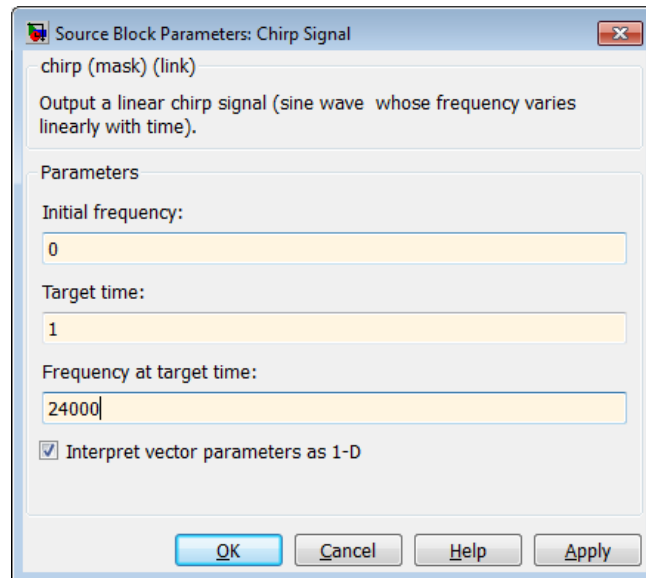 Source Block Parameters: Chirp Signal
chirp (mask) (link)
Output a linear chirp signal (sine wave  whose frequency varies
linearly with time).
Parameters
Initial frequency:
0
Target time:
1
Frequency at target time:
24000
Interpret vector parameters as 1-D
OK
Cancel
Help
Apply